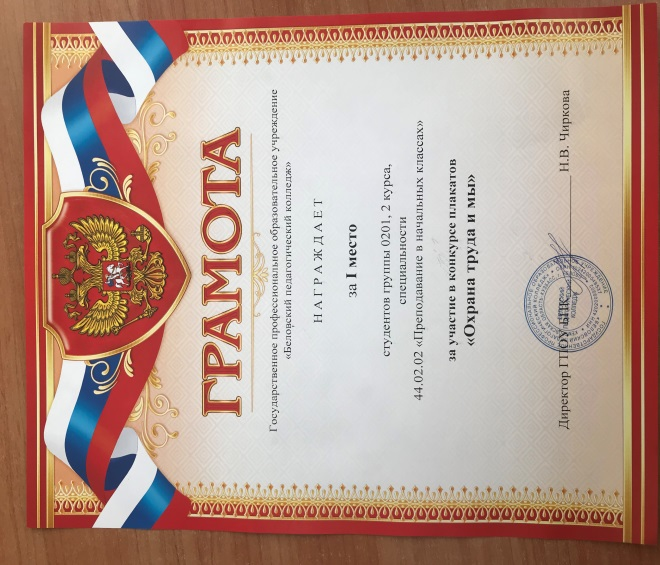 ГРАМОТА
Государственное профессиональное образовательное учреждение
«Беловский педагогический колледж»
НАГРАЖДАЕТ
за I место
студентов группы 0201, 2 курса,
специальности
44.02.02 «Преподавание в начальных классах»
за участие в конкурсе плакатов
«Охрана труда и мы»
Директор ГПОУ БПК Н.В. Чиркова